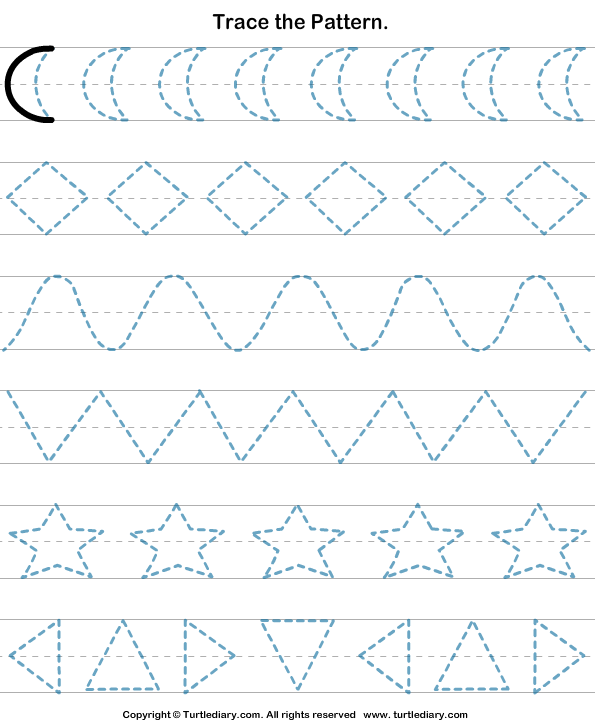 Trace the Pattern.
Copyright © Turtlediary.com. All rights reserved www. turtlediary.com